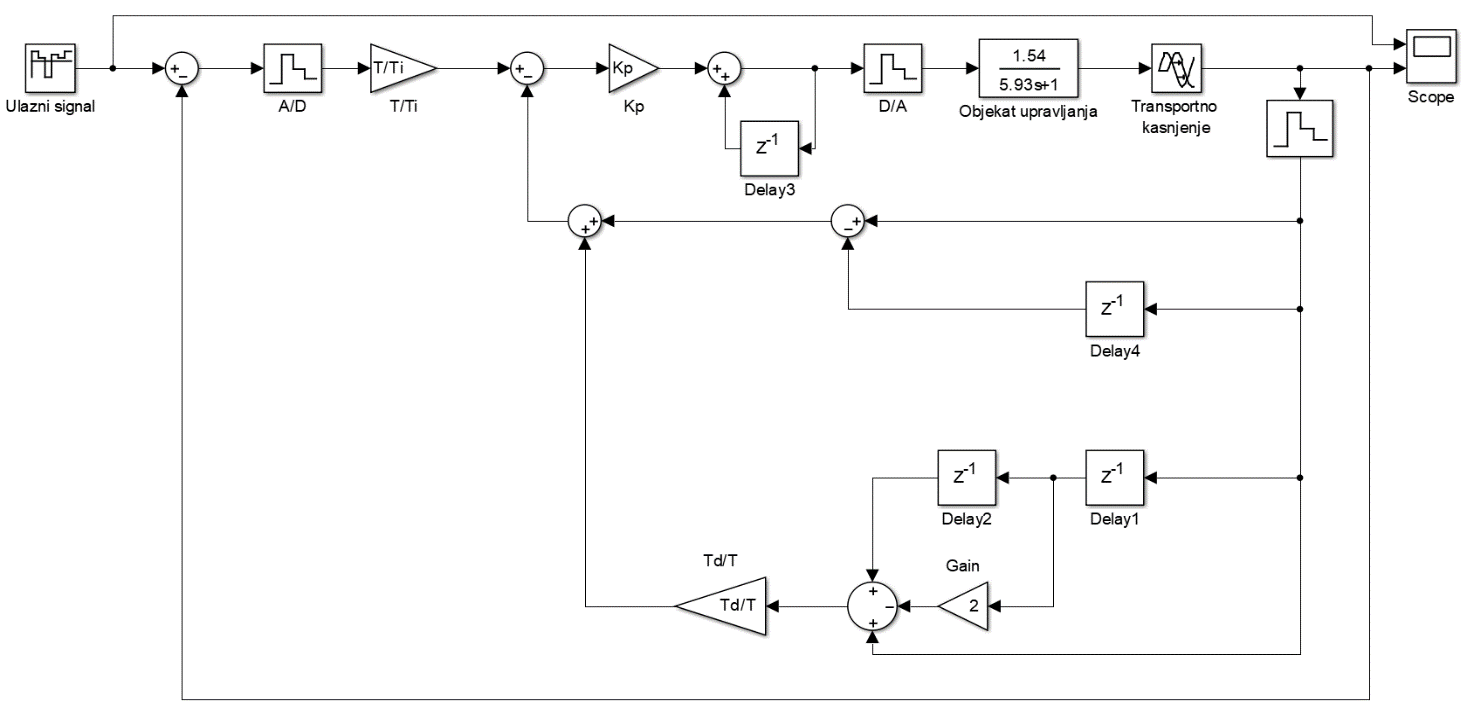 Ulazni signal
+
−
A/D
T/Ti
T/Ti
+
−
Kp
Kp
+
+
z-1
Delay3
D/A
1.54
5.93s+1
Objekat upravljanja
Transportno
kasnjenje
Scope
+
+
+
−
z-1
Delay4
z-1
Delay2
z-1
Delay1
Td/T
Td/T
+
−
+
Gain
2